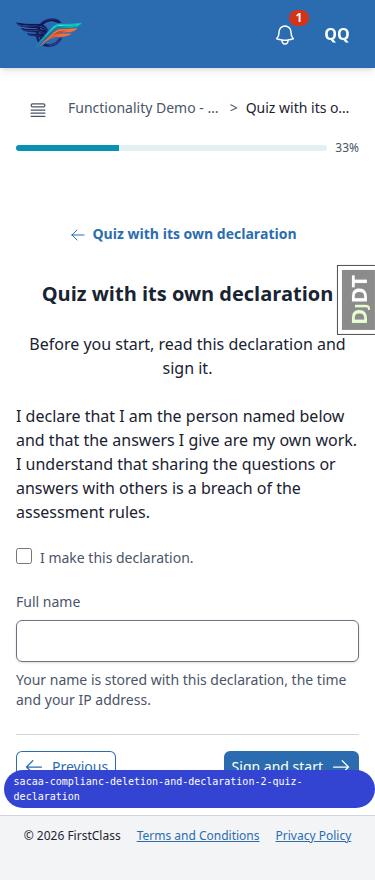 1
QQ
Functionality Demo - ... > Quiz with its o...
33%
← Quiz with its own declaration
Quiz with its own declaration
DjDT
Before you start, read this declaration and
sign it.
I declare that I am the person named below
and that the answers I give are my own work.
I understand that sharing the questions or
answers with others is a breach of the
assessment rules.
I make this declaration.
Full name
Your name is stored with this declaration, the time
and your IP address.
← Previous
Sign and start →
sacaa-complianc-deletion-and-declaration-2-quiz-
declaration
© 2026 FirstClass Terms and Conditions Privacy Policy